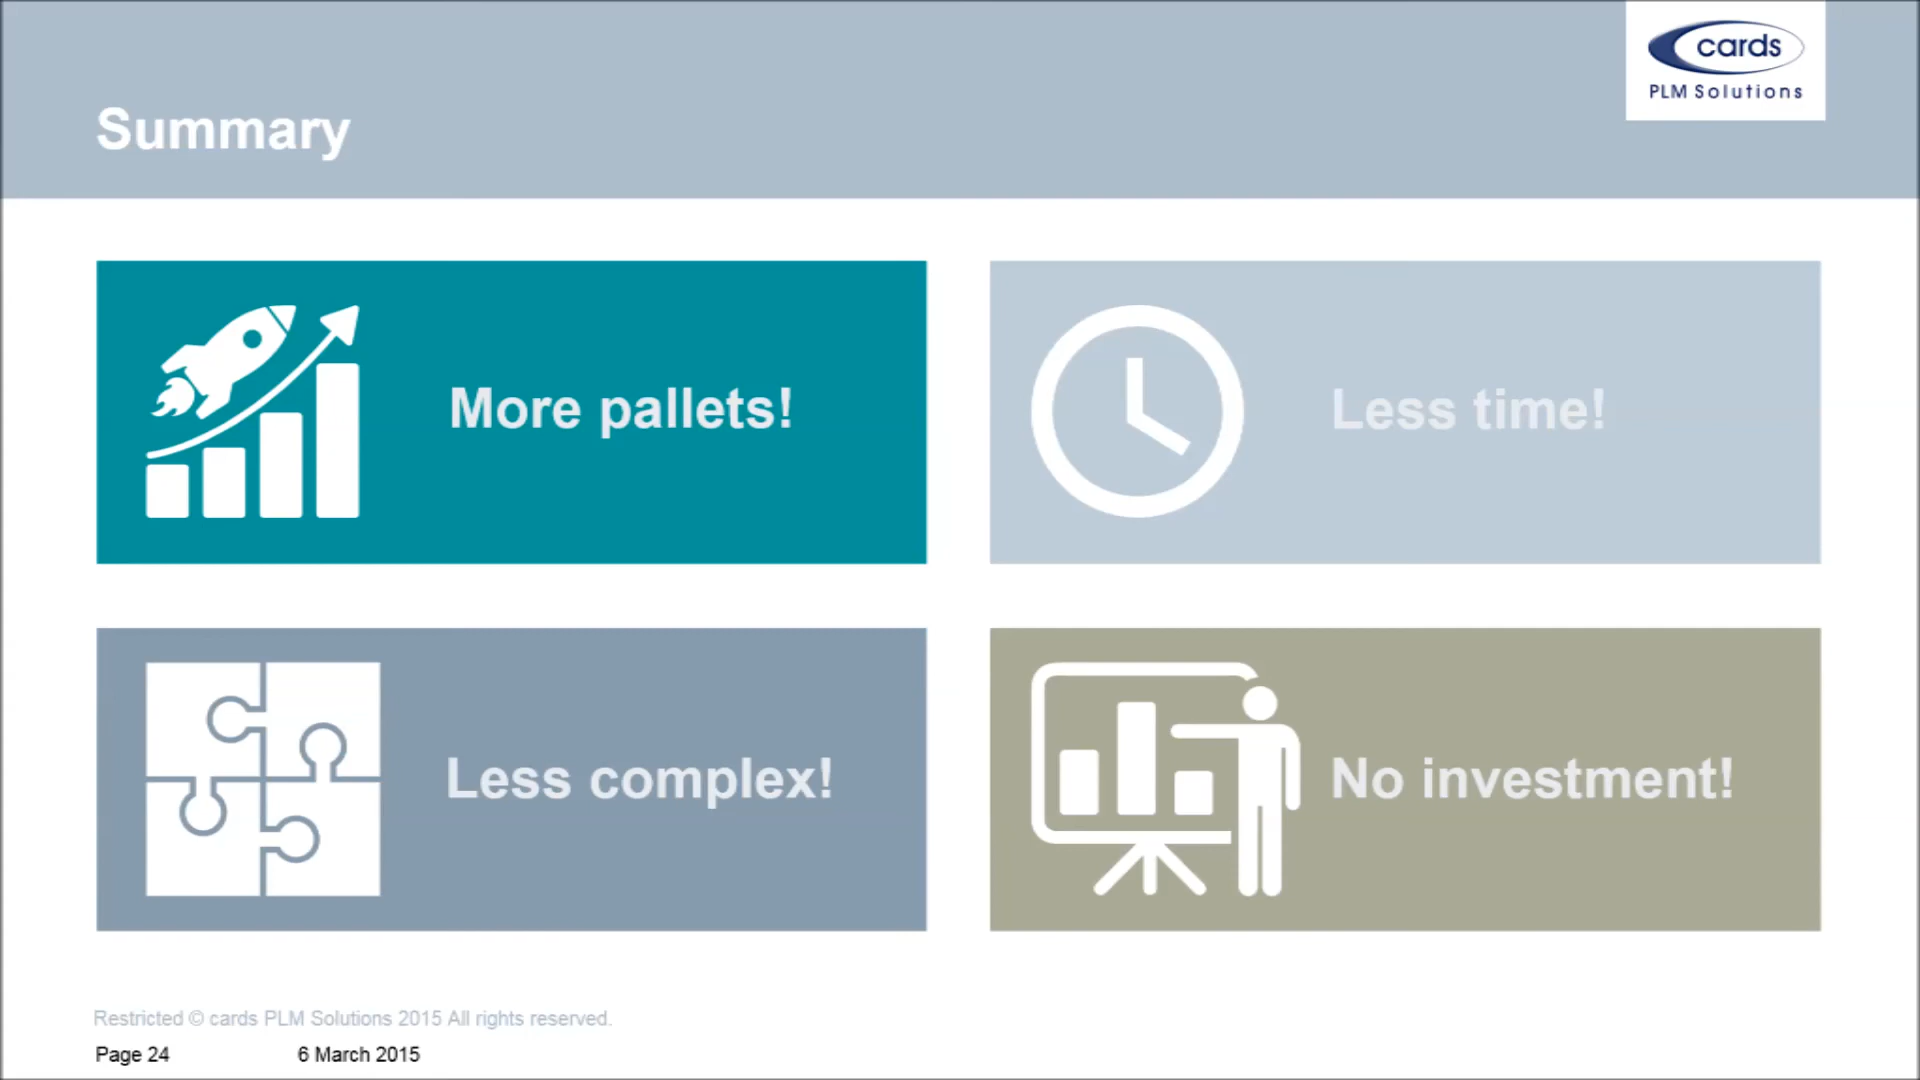 cards
PLM Solutions
Summary
More pallets!
Less time!
Less complex!
No investment!
Restricted © cards PLM Solutions 2015 All rights reserved.
Page 24
6 March 2015